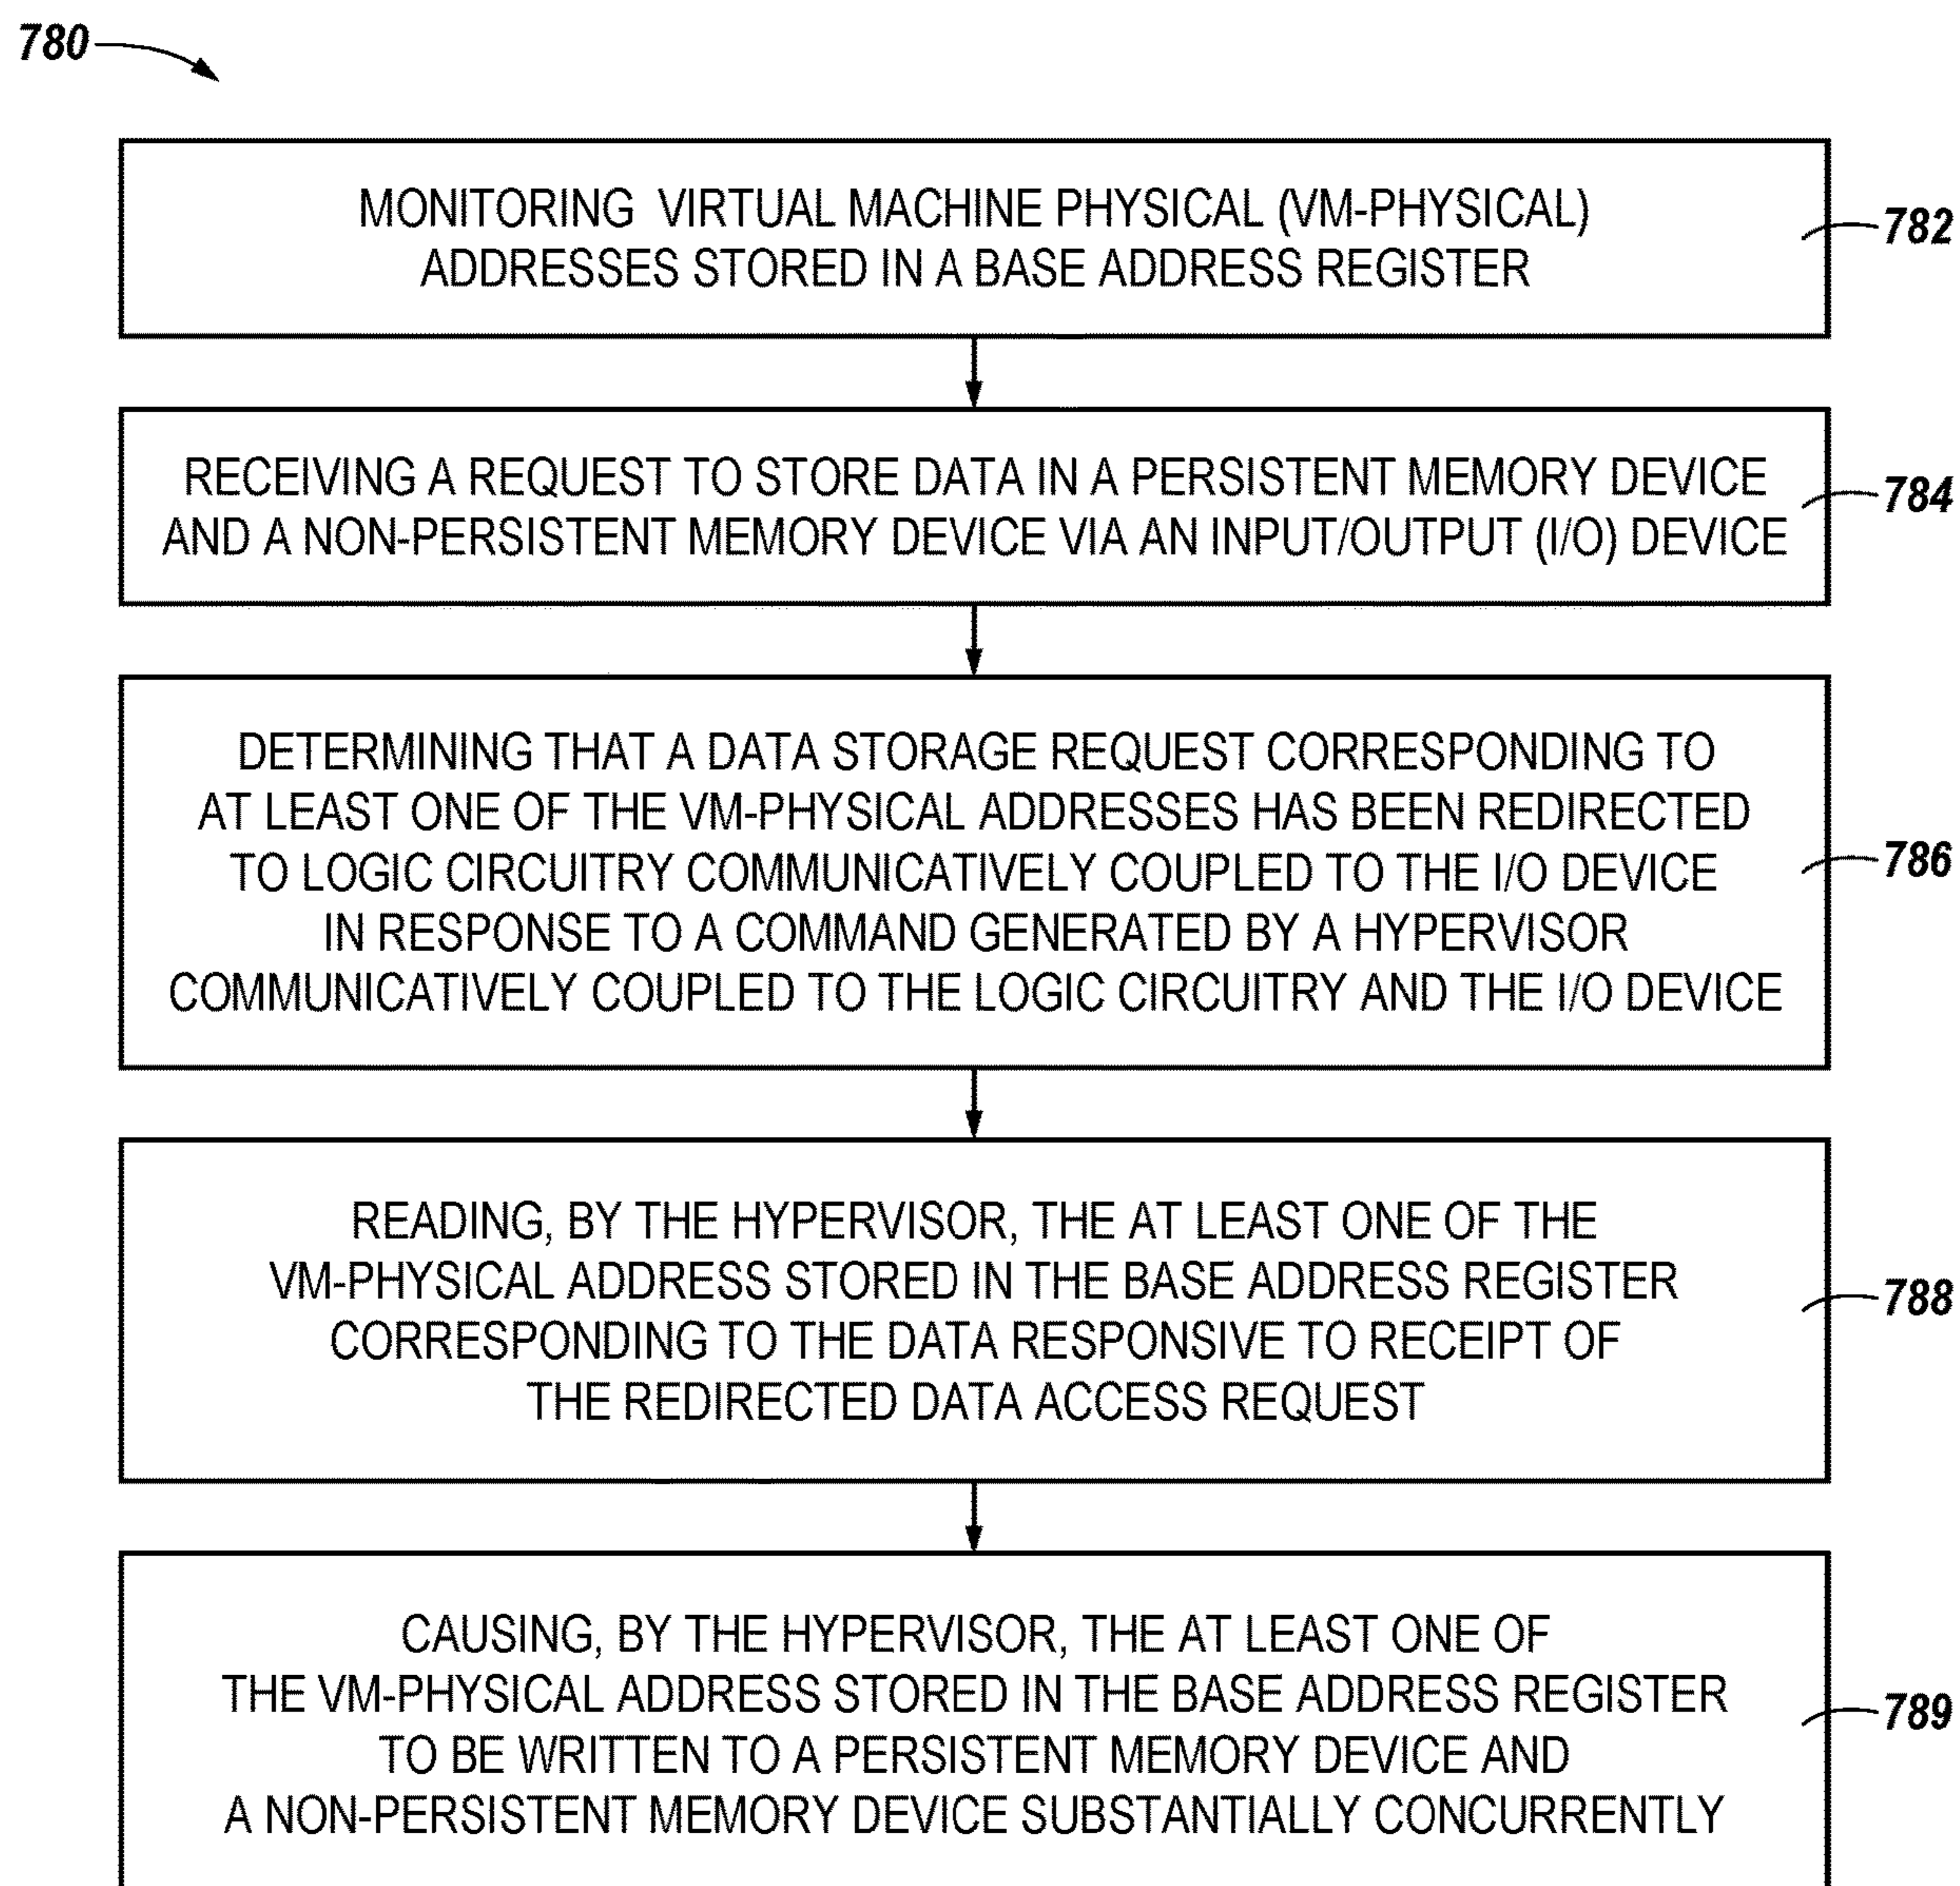 780
MONITORING VIRTUAL MACHINE PHYSICAL (VM-PHYSICAL)
ADDRESSES STORED IN A BASE ADDRESS REGISTER
782
RECEIVING A REQUEST TO STORE DATA IN A PERSISTENT MEMORY DEVICE
AND A NON-PERSISTENT MEMORY DEVICE VIA AN INPUT/OUTPUT (I/O) DEVICE
784
DETERMINING THAT A DATA STORAGE REQUEST CORRESPONDING TO
AT LEAST ONE OF THE VM-PHYSICAL ADDRESSES HAS BEEN REDIRECTED
TO LOGIC CIRCUITRY COMMUNICATIVELY COUPLED TO THE I/O DEVICE
IN RESPONSE TO A COMMAND GENERATED BY A HYPERVISOR
COMMUNICATIVELY COUPLED TO THE LOGIC CIRCUITRY AND THE I/O DEVICE
786
READING, BY THE HYPERVISOR, THE AT LEAST ONE OF THE
VM-PHYSICAL ADDRESS STORED IN THE BASE ADDRESS REGISTER
CORRESPONDING TO THE DATA RESPONSIVE TO RECEIPT OF
THE REDIRECTED DATA ACCESS REQUEST
788
CAUSING, BY THE HYPERVISOR, THE AT LEAST ONE OF
THE VM-PHYSICAL ADDRESS STORED IN THE BASE ADDRESS REGISTER
TO BE WRITTEN TO A PERSISTENT MEMORY DEVICE AND
A NON-PERSISTENT MEMORY DEVICE SUBSTANTIALLY CONCURRENTLY
789